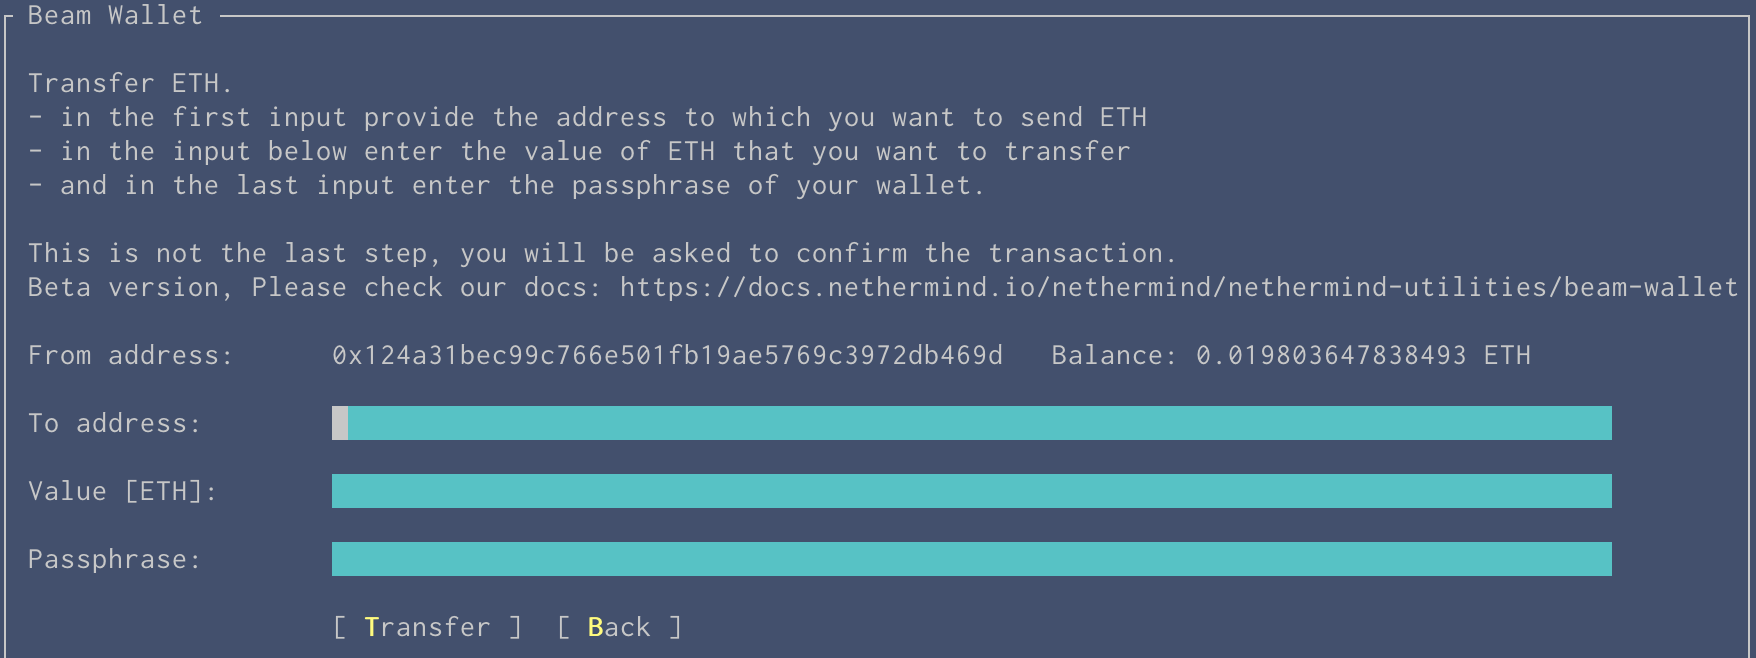 Beam Wallet
Transfer ETH.
- in the first input provide the address to which you want to send ETH
- in the input below enter the value of ETH that you want to transfer
- and in the last input enter the passphrase of your wallet.
This is not the last step, you will be asked to confirm the transaction.
Beta version, Please check our docs: https://docs.nethermind.io/nethermind/nethermind-utilities/beam-wallet
From address: 0x124a31bec99c766e501fb19ae5769c3972db469d Balance: 0.019803647838493 ETH
To address:
Value [ETH]:
Passphrase:
[ Transfer ] [ Back ]